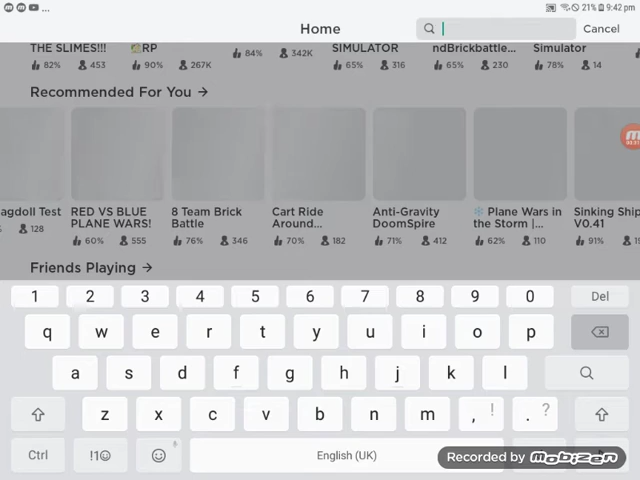 ... 21% 9:42 pm
Home Cancel
THE SLIMES!!! RP SIMULATOR ndBrickbattle... Simulator
82% 453 90% 267K 84% 342K 65% 316 65% 230 78% 14
Recommended For You →
agdoll Test RED VS BLUE PLANE WARS! 8 Team Brick Battle Cart Ride Around... Anti-Gravity DoomSpire Plane Wars in the Storm |... Sinking Ship V0.41
128 60% 555 76% 346 70% 182 71% 412 62% 110 91%
Friends Playing →
1 2 3 4 5 6 7 8 9 0 Del
q w e r t y u i o p
a s d f g h j k l
z x c v b n m , ! . ?
Ctrl !1☺ English (UK)
Recorded by Mobizen